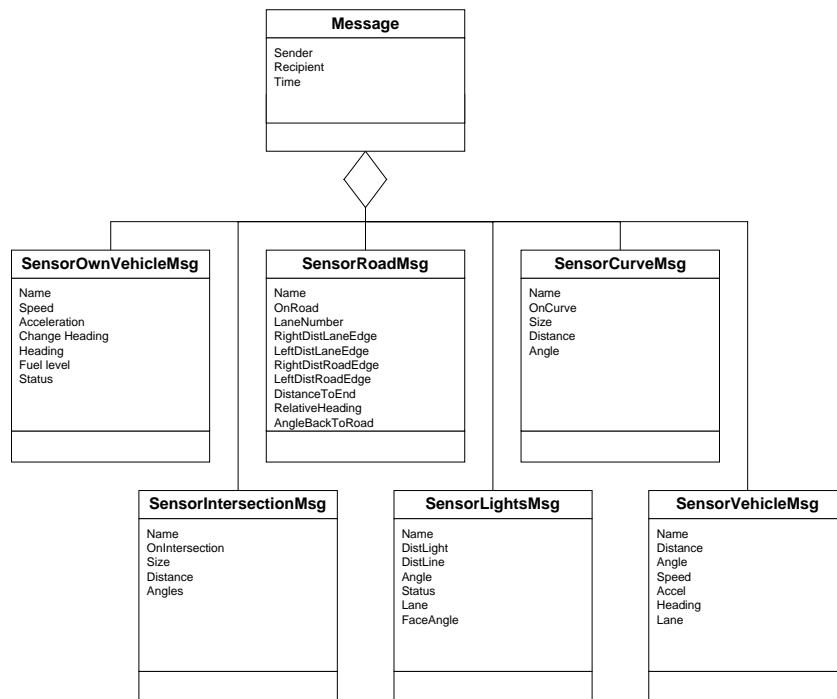 Message
Sender
Recipient
Time
SensorOwnVehicleMsg
Name
Speed
Acceleration
Change Heading
Heading
Fuel level
Status
SensorRoadMsg
Name
OnRoad
LaneNumber
RightDistLaneEdge
LeftDistLaneEdge
RightDistRoadEdge
LeftDistRoadEdge
DistanceToEnd
RelativeHeading
AngleBackToRoad
SensorCurveMsg
Name
OnCurve
Size
Distance
Angle
SensorIntersectionMsg
Name
OnIntersection
Size
Distance
Angles
SensorLightsMsg
Name
DistLight
DistLine
Angle
Status
Lane
FaceAngle
SensorVehicleMsg
Name
Distance
Angle
Speed
Accel
Heading
Lane